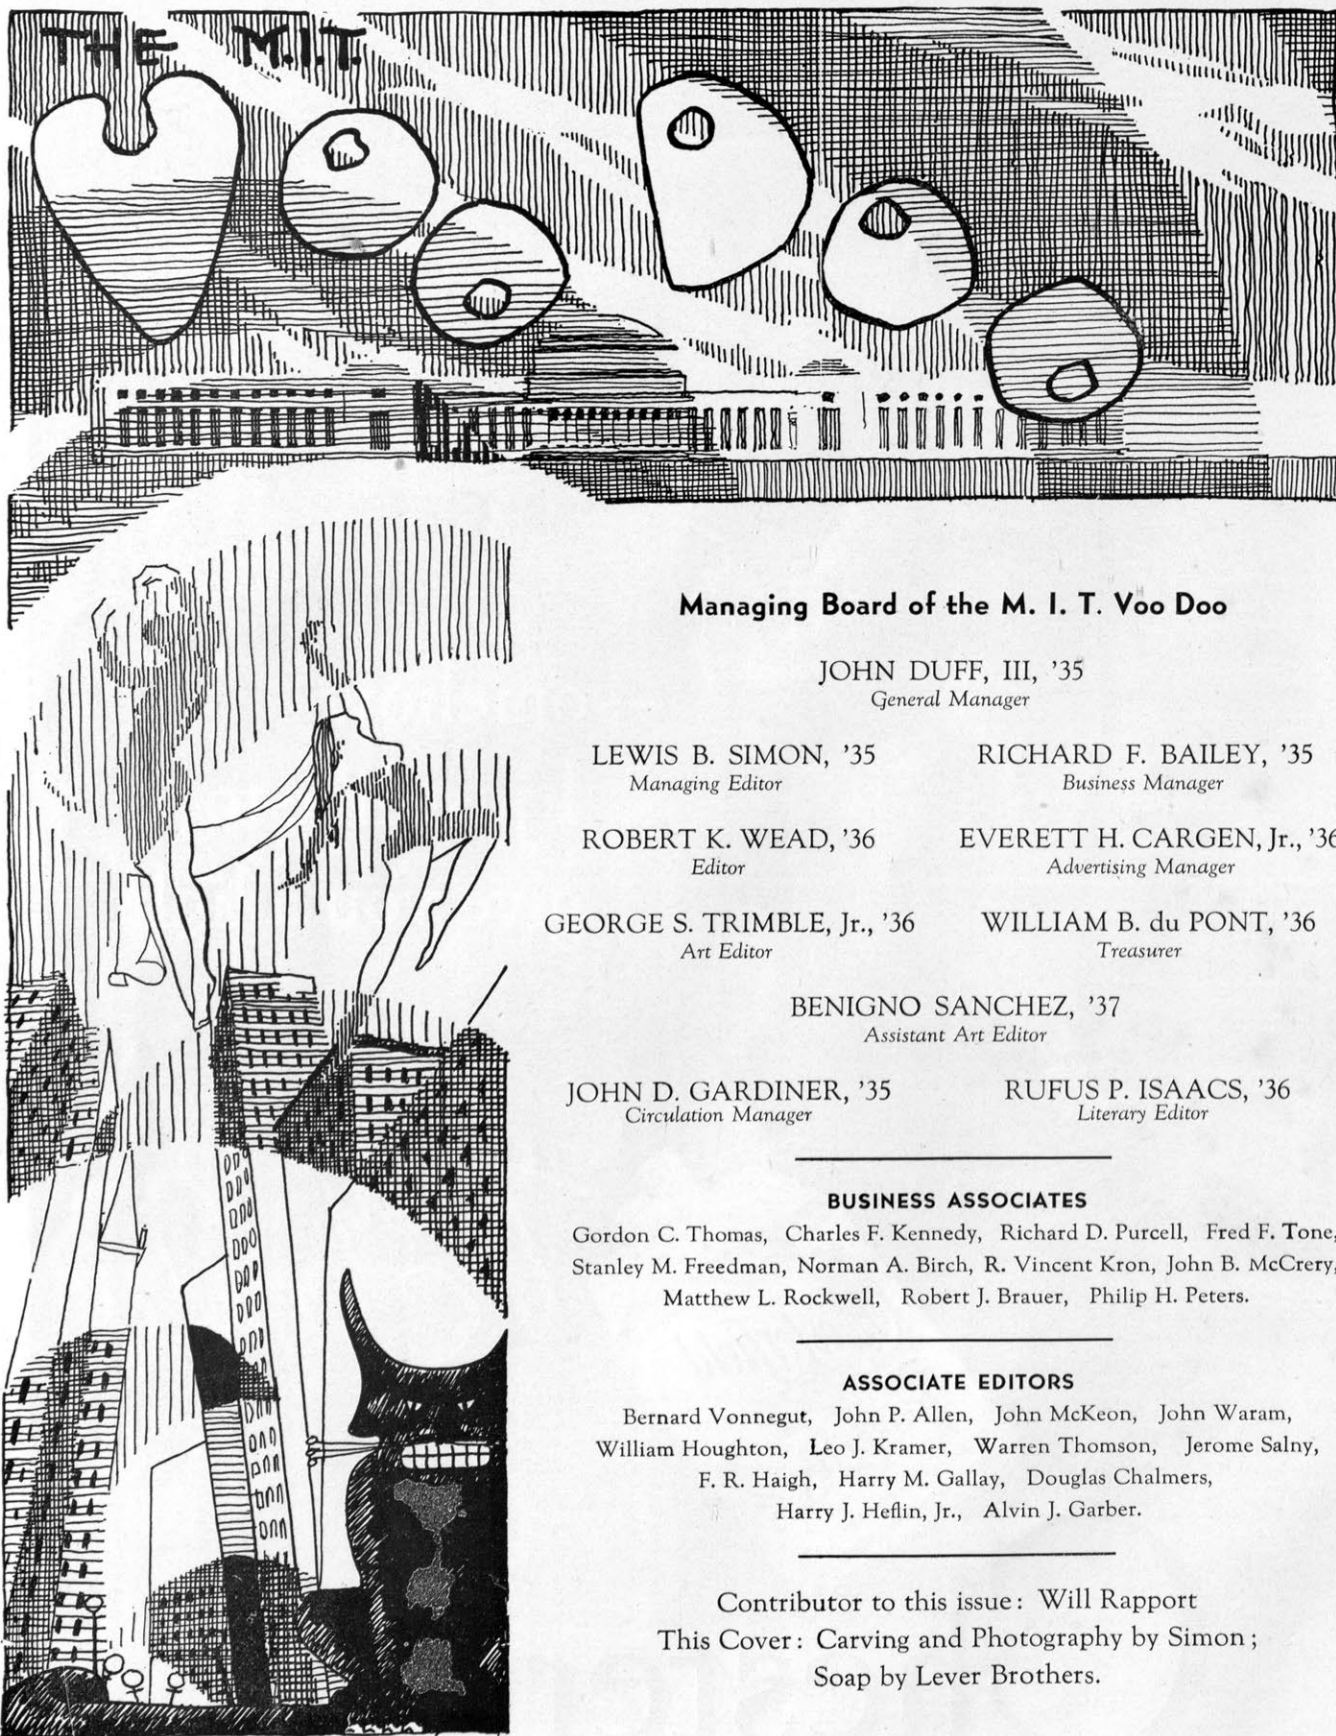 THE M.I.T.
VOO DOO
Managing Board of the M. I. T. Voo Doo
JOHN DUFF, III, '35
General Manager
LEWIS B. SIMON, '35
Managing Editor
RICHARD F. BAILEY, '35
Business Manager
ROBERT K. WEAD, '36
Editor
EVERETT H. CARGEN, Jr., '36
Advertising Manager
GEORGE S. TRIMBLE, Jr., '36
Art Editor
WILLIAM B. du PONT, '36
Treasurer
BENIGNO SANCHEZ, '37
Assistant Art Editor
JOHN D. GARDINER, '35
Circulation Manager
RUFUS P. ISAACS, '36
Literary Editor
BUSINESS ASSOCIATES
Gordon C. Thomas, Charles F. Kennedy, Richard D. Purcell, Fred F. Tone,
Stanley M. Freedman, Norman A. Birch, R. Vincent Kron, John B. McCrery,
Matthew L. Rockwell, Robert J. Brauer, Philip H. Peters.
ASSOCIATE EDITORS
Bernard Vonnegut, John P. Allen, John McKeon, John Waram,
William Houghton, Leo J. Kramer, Warren Thomson, Jerome Salny,
F. R. Haigh, Harry M. Gallay, Douglas Chalmers,
Harry J. Heflin, Jr., Alvin J. Garber.
Contributor to this issue: Will Rapport
This Cover: Carving and Photography by Simon;
Soap by Lever Brothers.